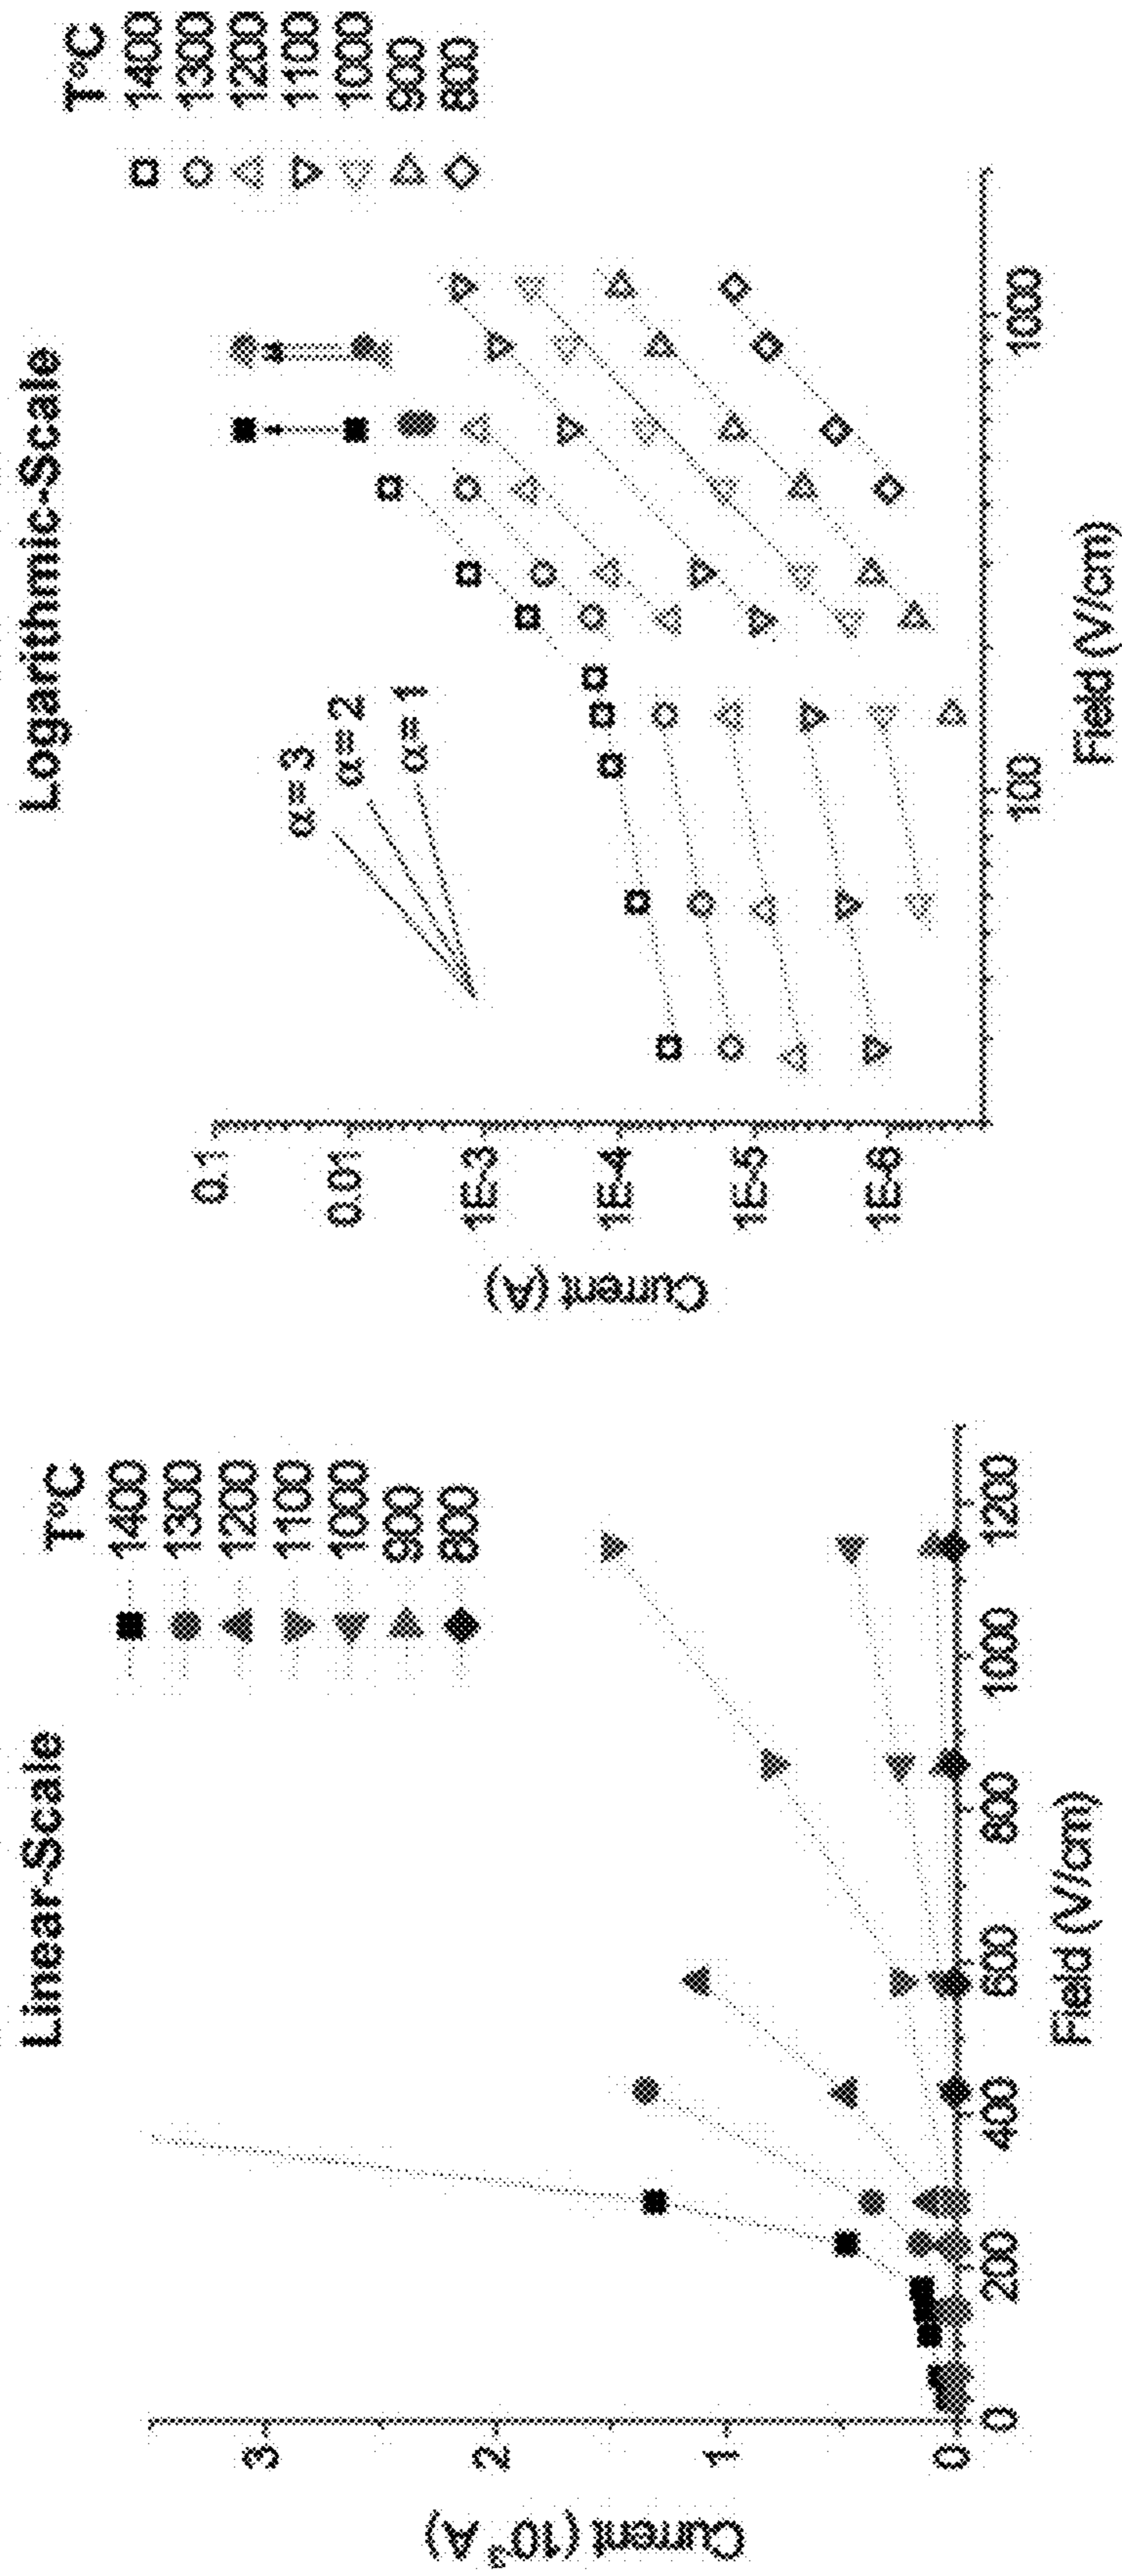 Linear-Scale
T°C
1400
1300
1200
1100
1000
900
800
3
2
1
0
Current (10⁻³ A)
0
200
400
600
800
1000
1200
Field (V/cm)
Logarithmic-Scale
T°C
1400
1300
1200
1100
1000
900
800
α=3
α=2
α=1
0.1
0.01
1E-3
1E-4
1E-5
1E-6
Current (A)
100
1000
Field (V/cm)